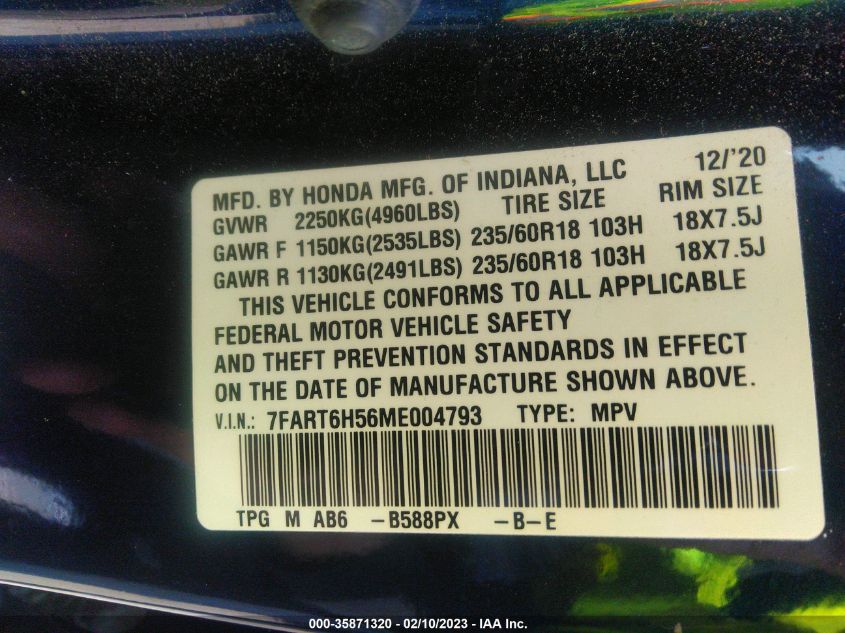 MFD. BY HONDA MFG. OF INDIANA, LLC 12/'20
GVWR 2250KG(4960LBS) TIRE SIZE RIM SIZE
GAWR F 1150KG(2535LBS) 235/60R18 103H 18X7.5J
GAWR R 1130KG(2491LBS) 235/60R18 103H 18X7.5J
THIS VEHICLE CONFORMS TO ALL APPLICABLE
FEDERAL MOTOR VEHICLE SAFETY
AND THEFT PREVENTION STANDARDS IN EFFECT
ON THE DATE OF MANUFACTURE SHOWN ABOVE.
V.I.N.: 7FART6H56ME004793 TYPE: MPV
TPG M AB6 -B588PX -B-E
000-35871320 - 02/10/2023 - IAA Inc.